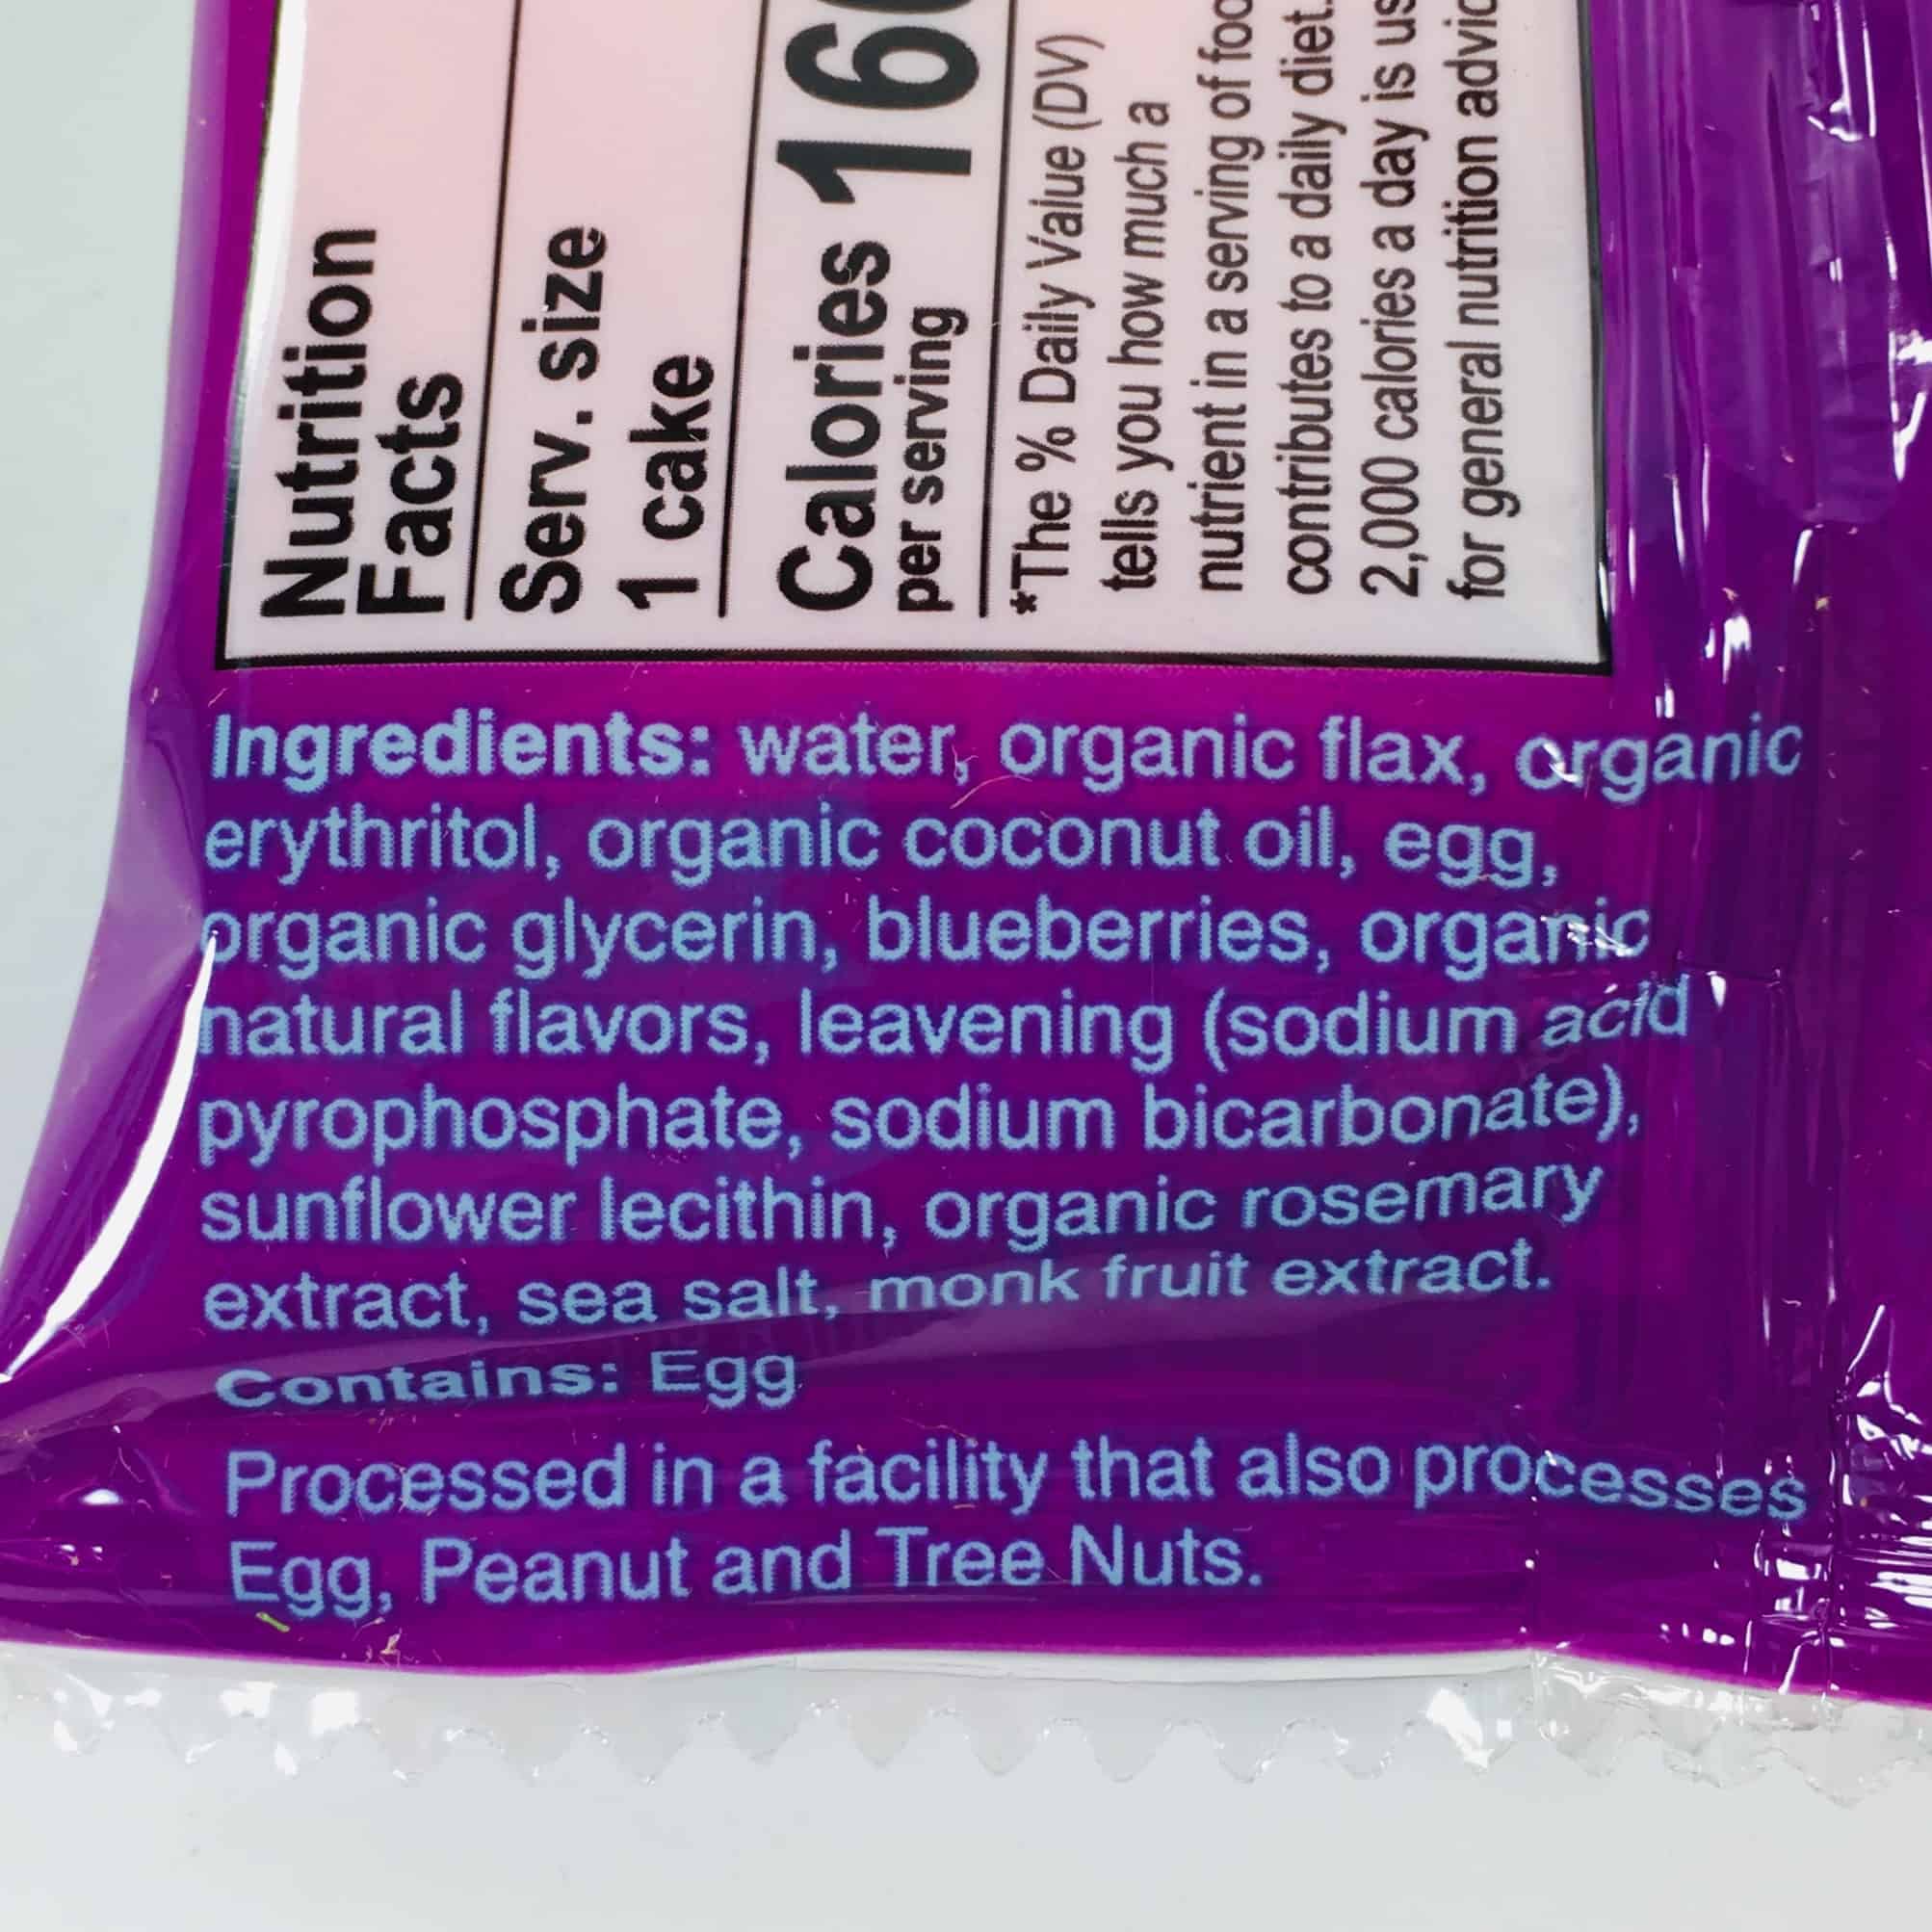 Nutrition
Facts
Serv. size
1 cake
Calories 160
per serving
*The % Daily Value (DV)
tells you how much a
nutrient in a serving of
contributes to a daily diet.
2,000 calories a day is
for general nutrition
Ingredients: water, organic flax, organic
erythritol, organic coconut oil, egg,
organic glycerin, blueberries, organic
natural flavors, leavening (sodium acid
pyrophosphate, sodium bicarbonate),
sunflower lecithin, organic rosemary
extract, sea salt, monk fruit extract.
Contains: Egg
Processed in a facility that also processes
Egg, Peanut and Tree Nuts.